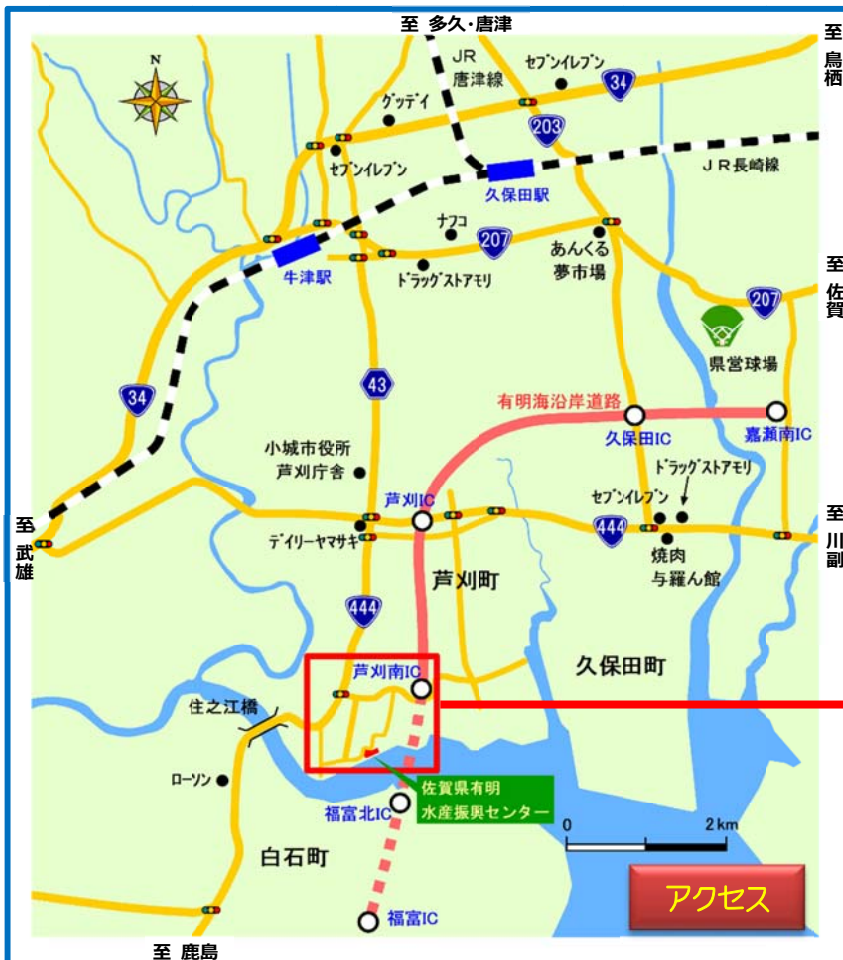 至 多久・唐津
至
鳥栖
N
JR
唐津線
セブンイレブン
34
グッデイ
203
セブンイレブン
久保田駅
JR長崎線
ナフコ
207
あんくる
夢市場
牛津駅
ドラッグストアモリ
至
佐賀
207
県営球場
34
43
有明海沿岸道路
久保田IC
嘉瀬南IC
小城市役所
芦刈庁舎
ドラッグストアモリ
セブンイレブン
芦刈IC
至
武雄
デイリーヤマサキ
444
至
川副
焼肉
与羅ん館
芦刈町
444
久保田町
芦刈南IC
住之江橋
ローソン
佐賀県有明
水産振興センター
福富北IC
0
2km
白石町
アクセス
福富IC
至 鹿島